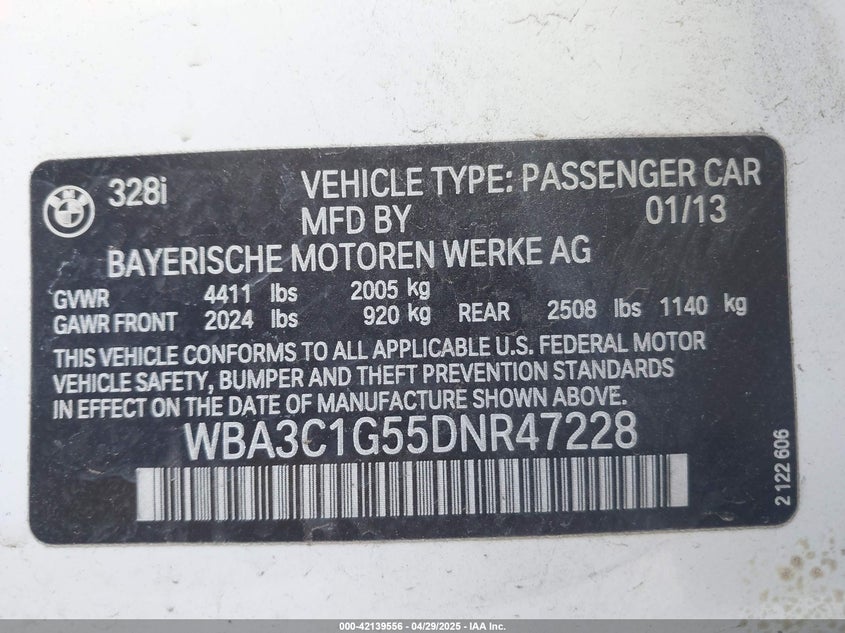 328i VEHICLE TYPE: PASSENGER CAR
MFD BY 01/13
BAYERISCHE MOTOREN WERKE AG
GVWR 4411 lbs 2005 kg
GAWR FRONT 2024 lbs 920 kg REAR 2508 lbs 1140 kg
THIS VEHICLE CONFORMS TO ALL APPLICABLE U.S. FEDERAL MOTOR
VEHICLE SAFETY, BUMPER AND THEFT PREVENTION STANDARDS
IN EFFECT ON THE DATE OF MANUFACTURE SHOWN ABOVE.
WBA3C1G55DNR47228
2 122 606
000-42139556 | 04/29/2025 - IAA Inc.